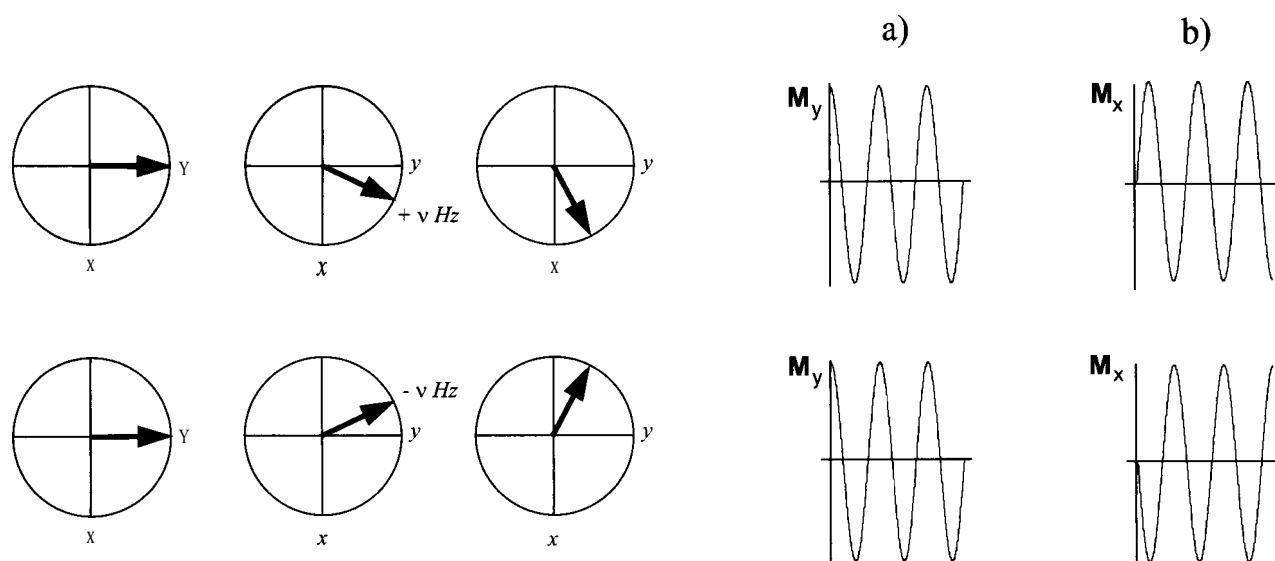 a) b)
M_y M_x
Y y y
+ ν Hz
X x X
M_y M_x
- ν Hz
Y y y
X x x